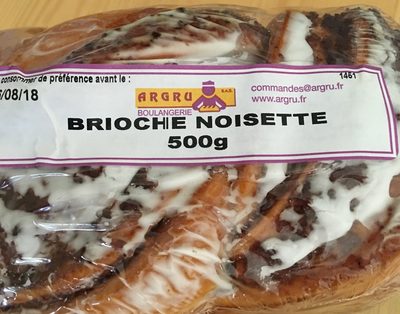 consommer de préférence avant le :
/08/18
ARGRU S.A.S.
BOULANGERIE
commandes@argru.fr
www.argru.fr
1461
BRIOCHE NOISETTE
500g